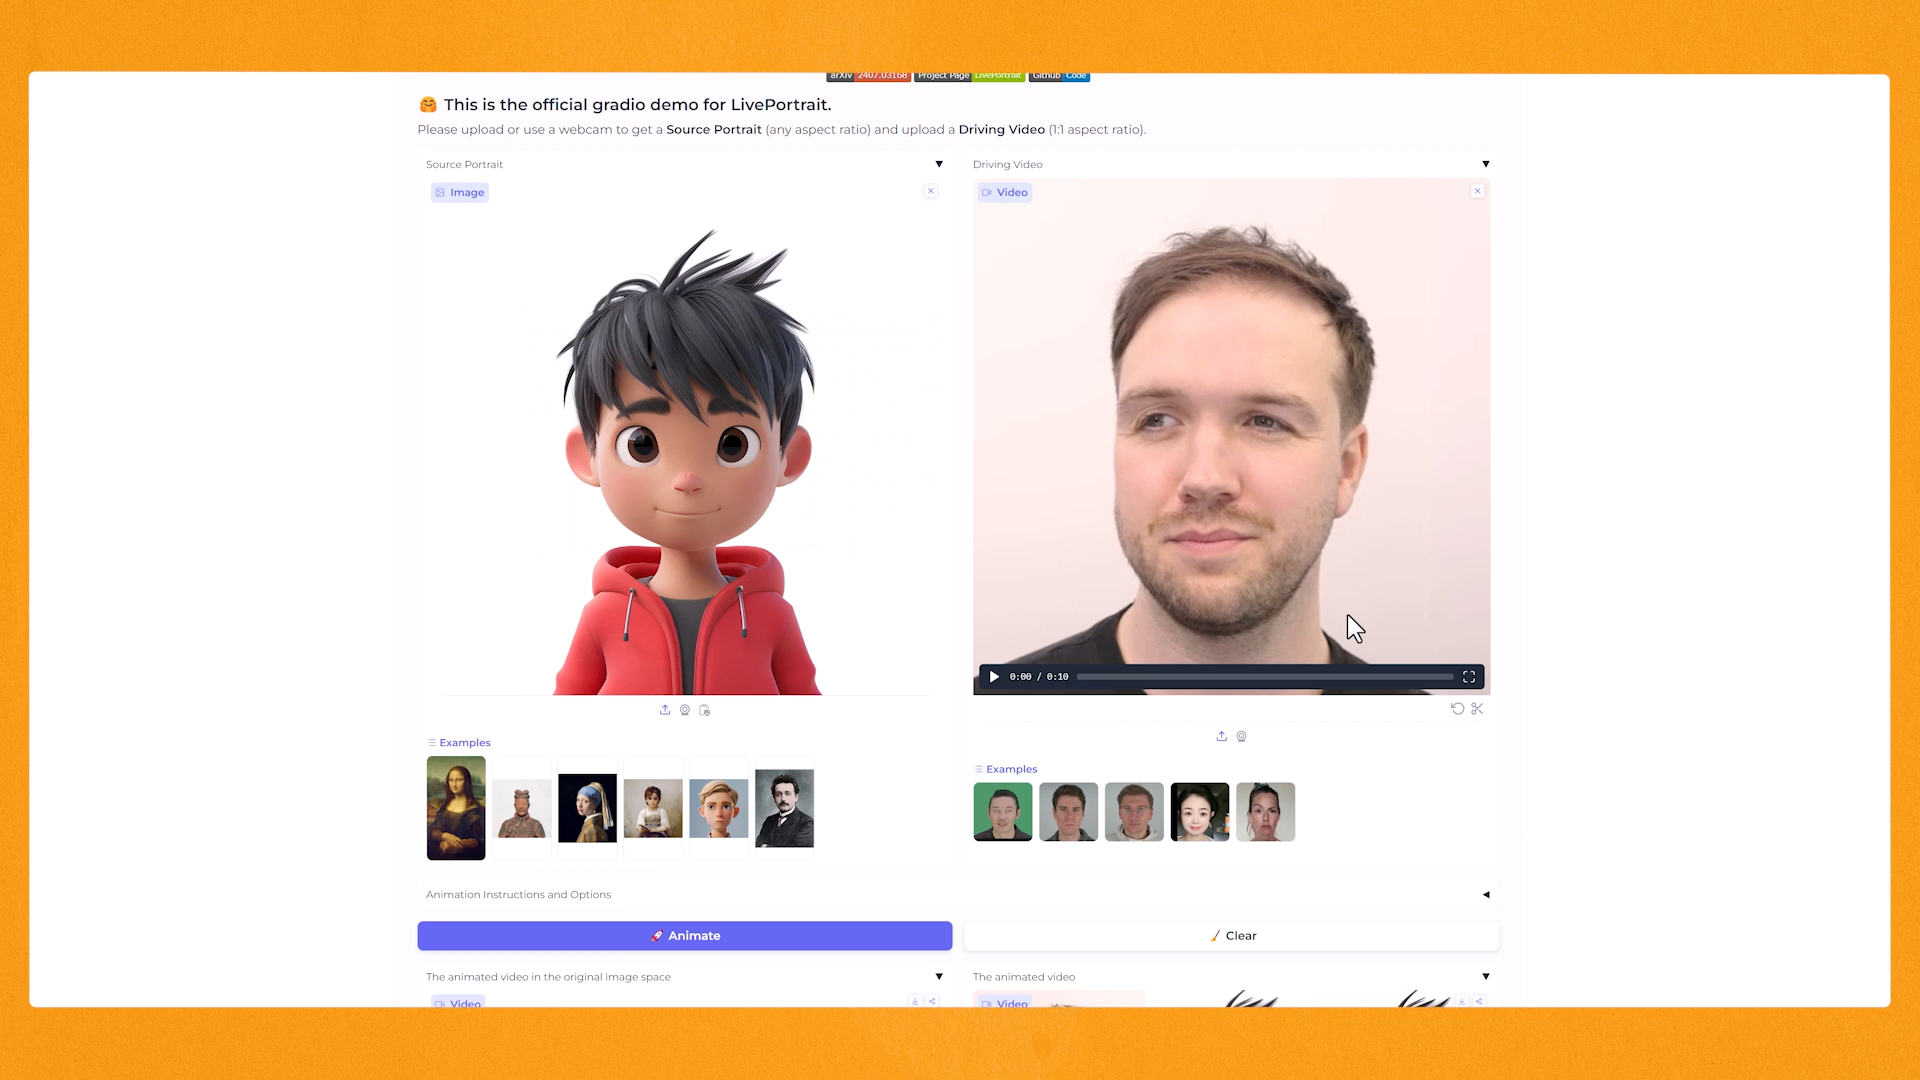 arXiv 2407.03168 Project Page LivePortrait Github Code
This is the official gradio demo for LivePortrait.
Please upload or use a webcam to get a Source Portrait (any aspect ratio) and upload a Driving Video (1:1 aspect ratio).
Source Portrait
Driving Video
Image
Video
0:00 / 0:10
Examples
Examples
Animation Instructions and Options
Animate
Clear
The animated video in the original image space
The animated video
Video
Video